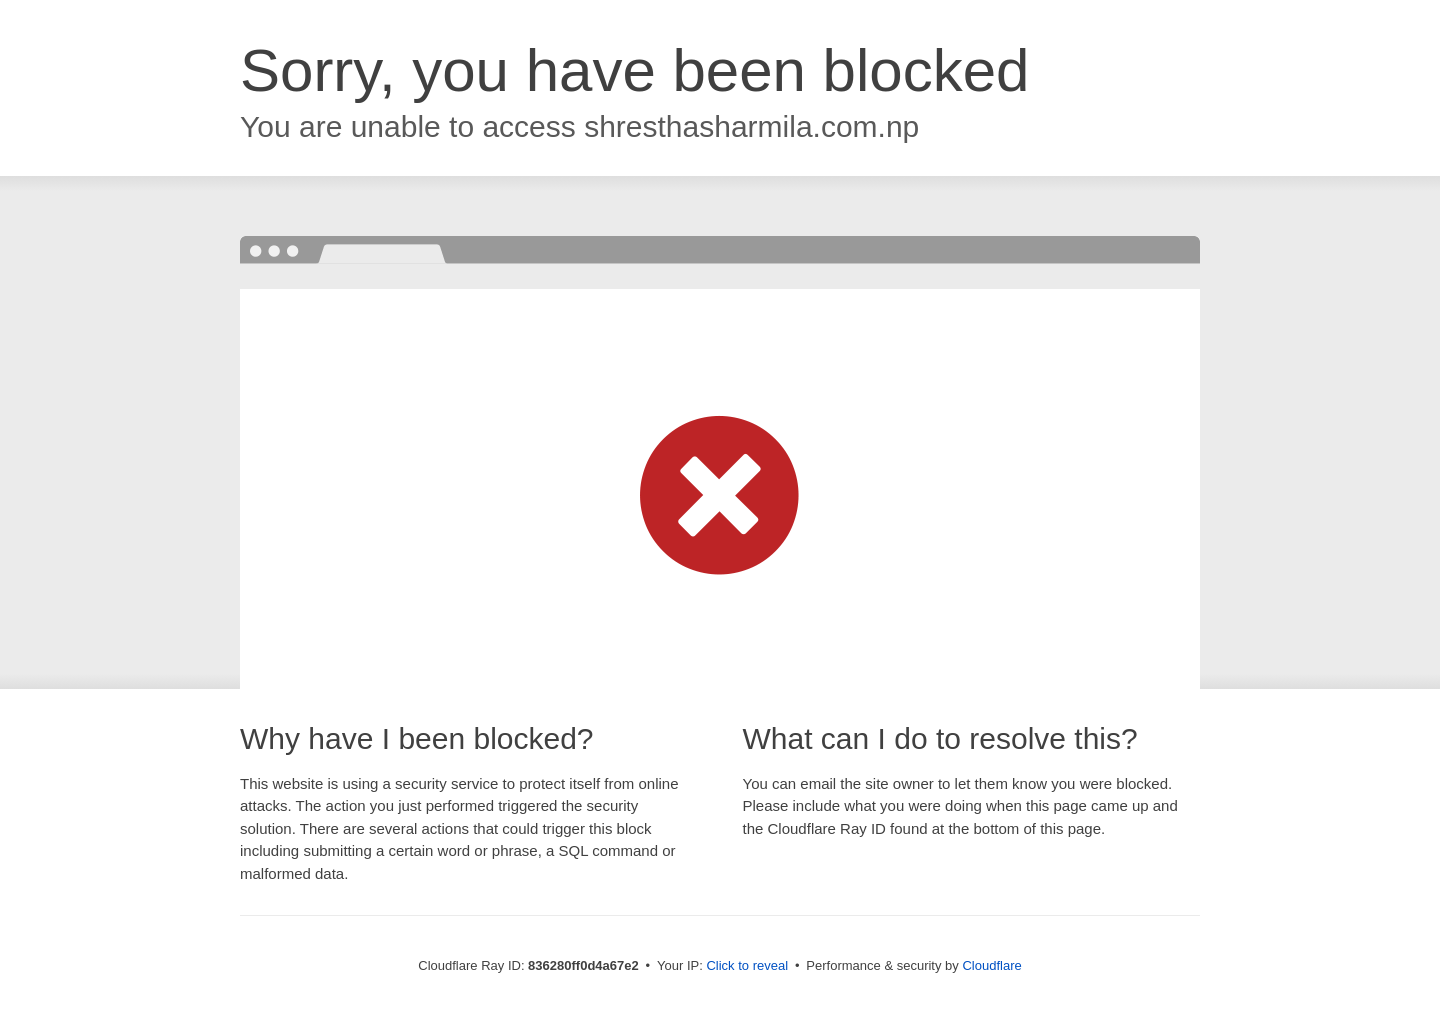 Sorry, you have been blocked
You are unable to access shresthasharmila.com.np
Why have I been blocked?
This website is using a security service to protect itself from online
attacks. The action you just performed triggered the security
solution. There are several actions that could trigger this block
including submitting a certain word or phrase, a SQL command or
malformed data.
What can I do to resolve this?
You can email the site owner to let them know you were blocked.
Please include what you were doing when this page came up and
the Cloudflare Ray ID found at the bottom of this page.
Cloudflare Ray ID: 836280ff0d4a67e2 • Your IP: Click to reveal • Performance & security by Cloudflare